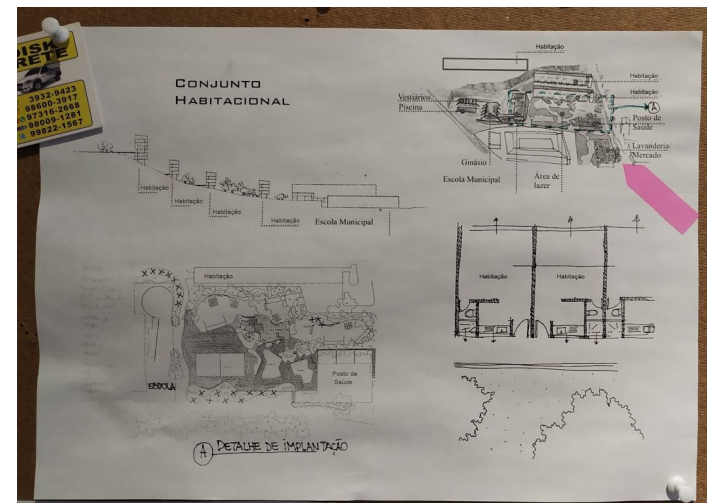 DISK
RETE
3932-9423
98600-3917
97316-2668
98009-1281
99822-1567
CONJUNTO
HABITACIONAL
Habitação
Habitação
Habitação
Vestiários
Piscina
A
Posto de
Saúde
Lavanderia
Mercado
Ginásio
Escola Municipal
Área de
lazer
Habitação
Habitação
Habitação
Habitação
Escola Municipal
Habitação
Habitação
Habitação
Posto de
Saúde
ESCOLA
A DETALHE DE IMPLANTAÇÃO